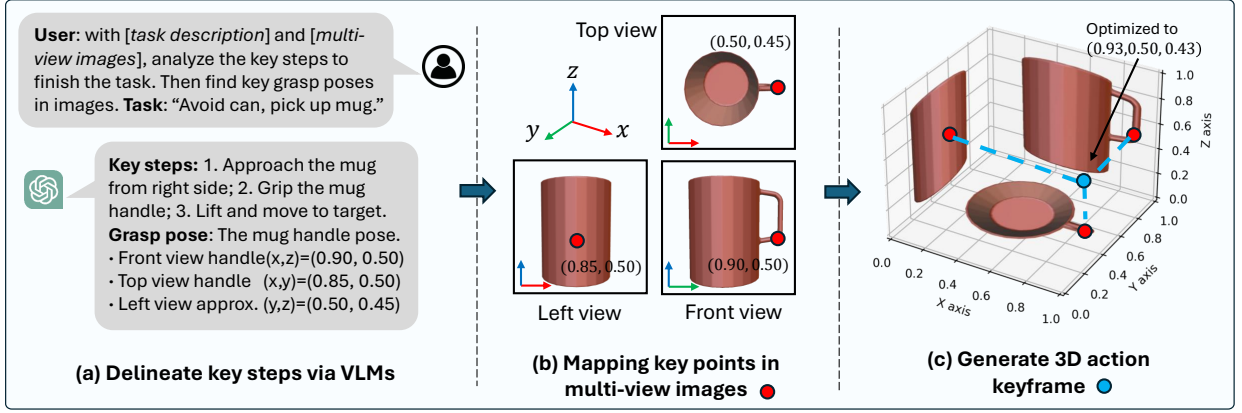 User: with [task description] and [multi-
view images], analyze the key steps to
finish the task. Then find key grasp poses
in images. Task: “Avoid can, pick up mug.”
Key steps: 1. Approach the mug
from right side; 2. Grip the mug
handle; 3. Lift and move to target.
Grasp pose: The mug handle pose.
· Front view handle(x,z)=(0.90, 0.50)
· Top view handle (x,y)=(0.85, 0.50)
· Left view approx. (y,z)=(0.50, 0.45)
(a) Delineate key steps via VLMs
Top view
(0.50, 0.45)
z
y
x
(0.85, 0.50)
(0.90, 0.50)
Left view
Front view
(b) Mapping key points in
multi-view images
Optimized to
(0.93,0.50, 0.43)
1.0
0.8
0.6
0.4
0.2
0.0
Z axis
1.0
0.8
0.6
0.4
0.2
0.0
Y axis
0.0
0.2
0.4
0.6
0.8
1.0
X axis
(c) Generate 3D action
keyframe